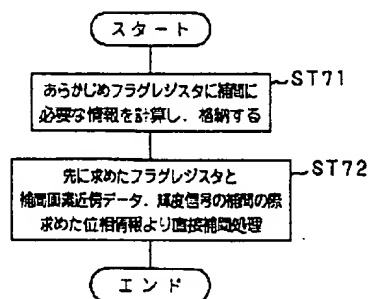 スタート
あらかじめフラグレジスタに補間に
必要な情報を計算し、格納する
ST71
先に求めたフラグレジスタと
補間画素近傍データ、輝度信号の補間の際
求めた位相情報より直接補間処理
ST72
エンド